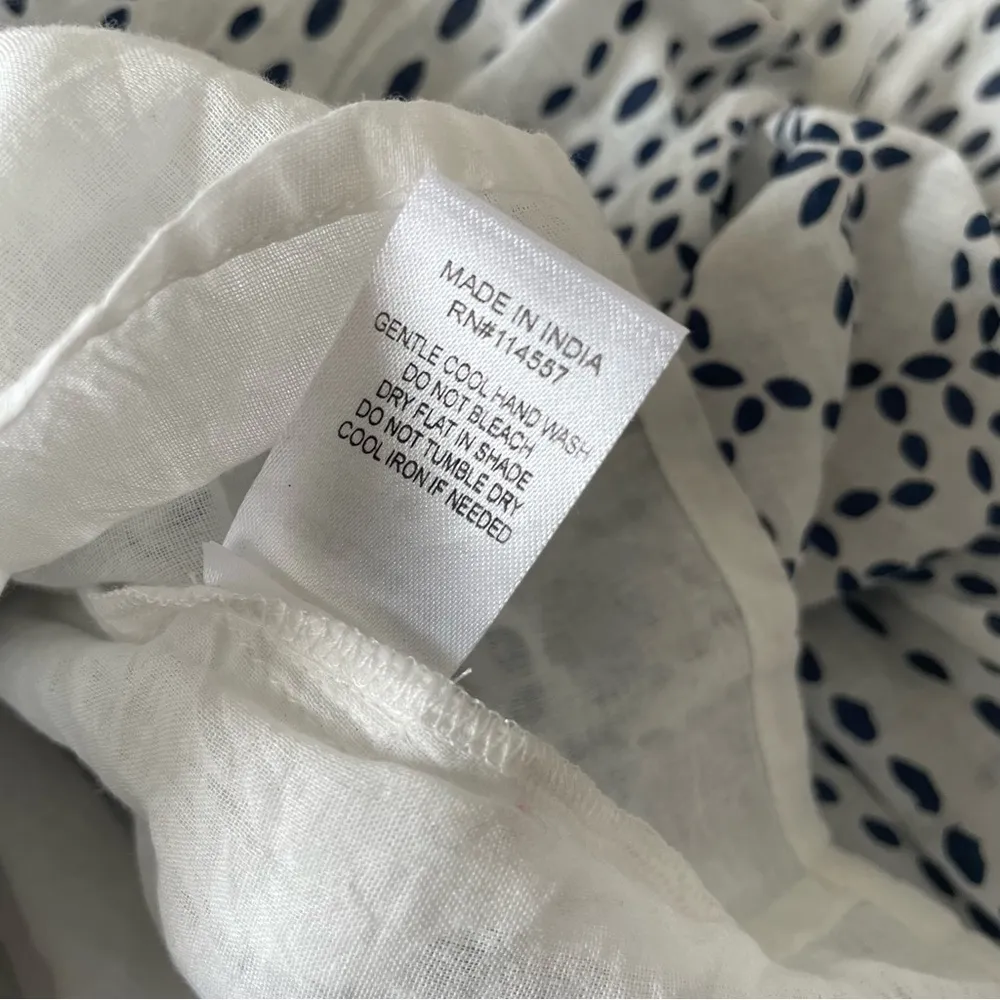 MADE IN INDIA
RN#114557
GENTLE COOL HAND WASH
DO NOT BLEACH
DRY FLAT IN SHADE
DO NOT TUMBLE DRY
COOL IRON IF NEEDED